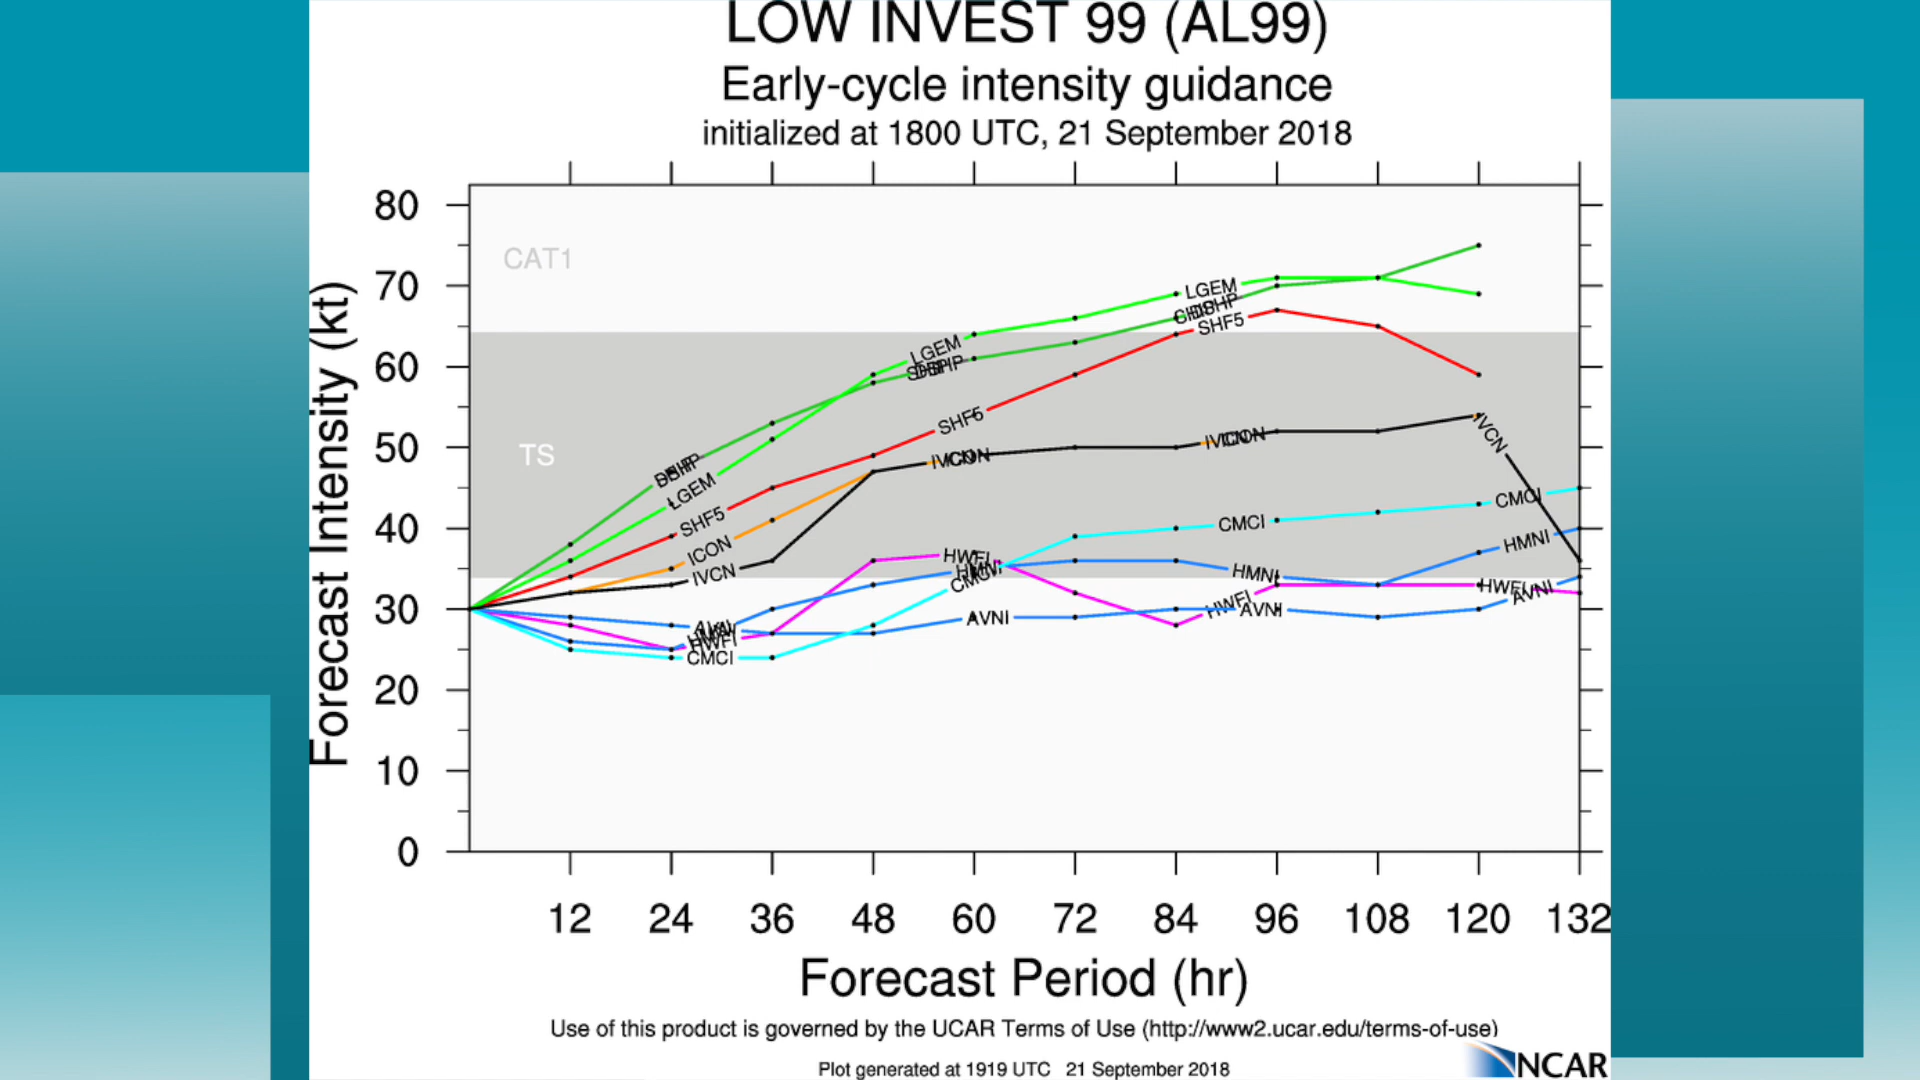 LOW INVEST 99 (AL99)
Early-cycle intensity guidance
initialized at 1800 UTC, 21 September 2018
Forecast Intensity (kt)
80
70
60
50
40
30
20
10
0
CAT1
TS
LGEM
SHF5
ICON
IVCN
HWFI
CMCI
LGEM
SHF5
HWFI
HMNI
CMCI
AVNI
LGEM
SHF5
CMCI
HMNI
HWFI
AVNI
IVCN
CMCI
HMNI
HWFI
AVNI
12 24 36 48 60 72 84 96 108 120 132
Forecast Period (hr)
Use of this product is governed by the UCAR Terms of Use (http://www2.ucar.edu/terms-of-use)
Plot generated at 1919 UTC 21 September 2018
NCAR